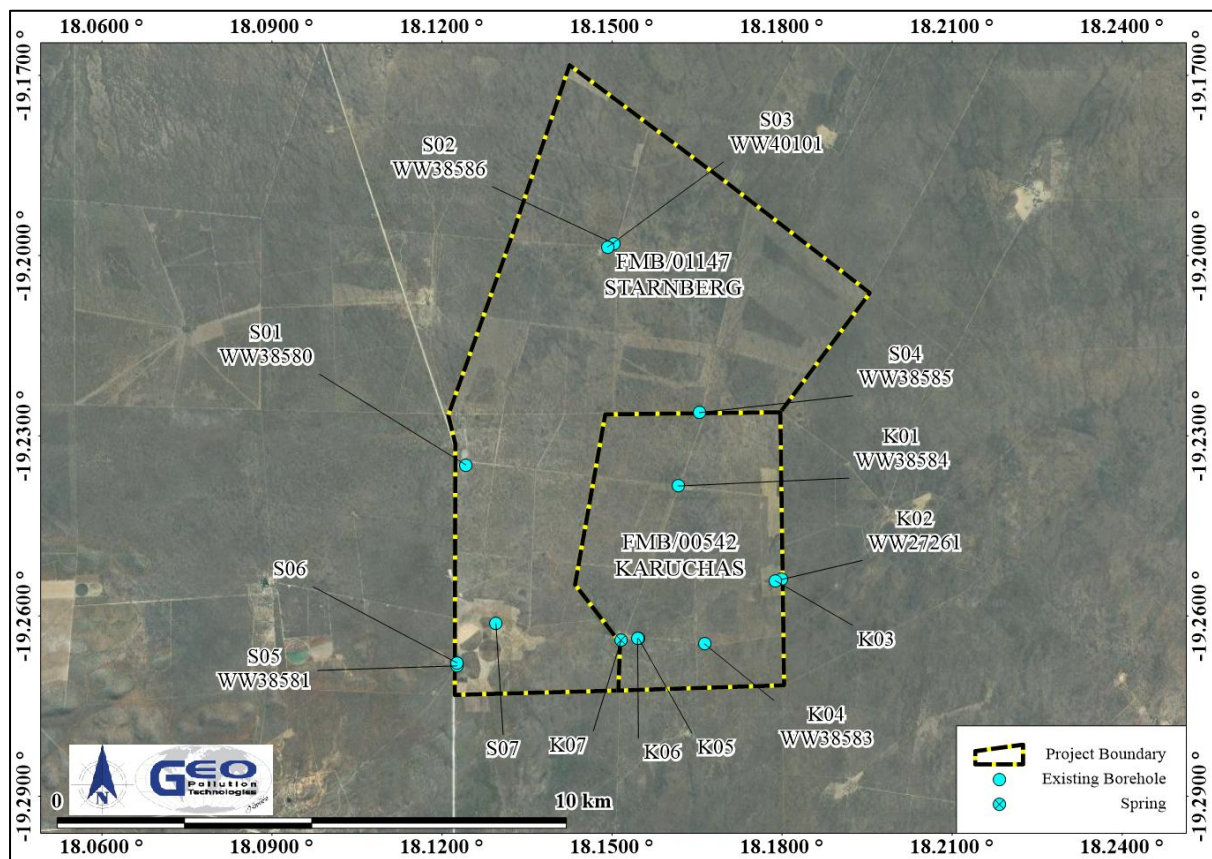 18.0600 ° 18.0900 ° 18.1200 ° 18.1500 ° 18.1800 ° 18.2100 ° 18.2400 °
-19.1700 °
-19.1700 °
S03
WW40101
S02
WW38586
-19.2000 °
-19.2000 °
FMB/01147
STARNBERG
S01
WW38580
S04
WW38585
-19.2300 °
-19.2300 °
K01
WW38584
K02
WW27261
FMB/00542
KARUCHAS
S06
-19.2600 °
-19.2600 °
K03
S05
WW38581
S07
K07
K06
K05
K04
WW38583
Project Boundary
Existing Borehole
Spring
N
GEO
Pollution
Technologies
0 10 km
-19.2900 °
-19.2900 °
18.0600 ° 18.0900 ° 18.1200 ° 18.1500 ° 18.1800 ° 18.2100 ° 18.2400 °